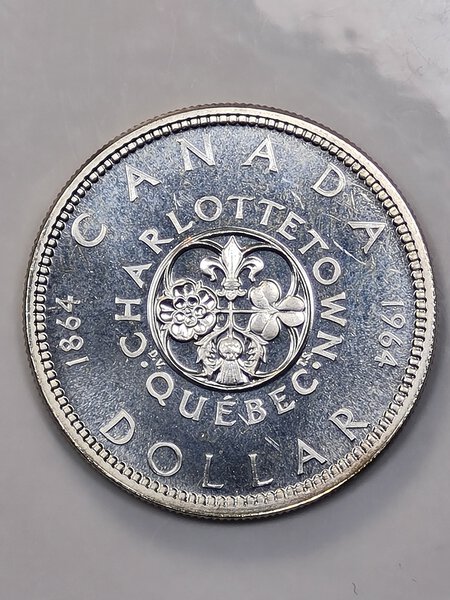 CANADA
CHARLOTTETOWN
1864
1964
·QUÉBEC·
DOLLAR